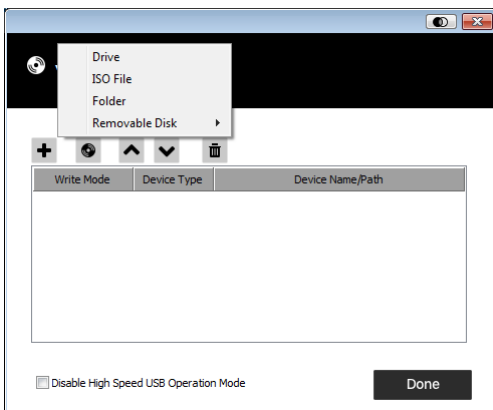 Drive
ISO File
Folder
Removable Disk
Write Mode Device Type Device Name/Path
Disable High Speed USB Operation Mode
Done